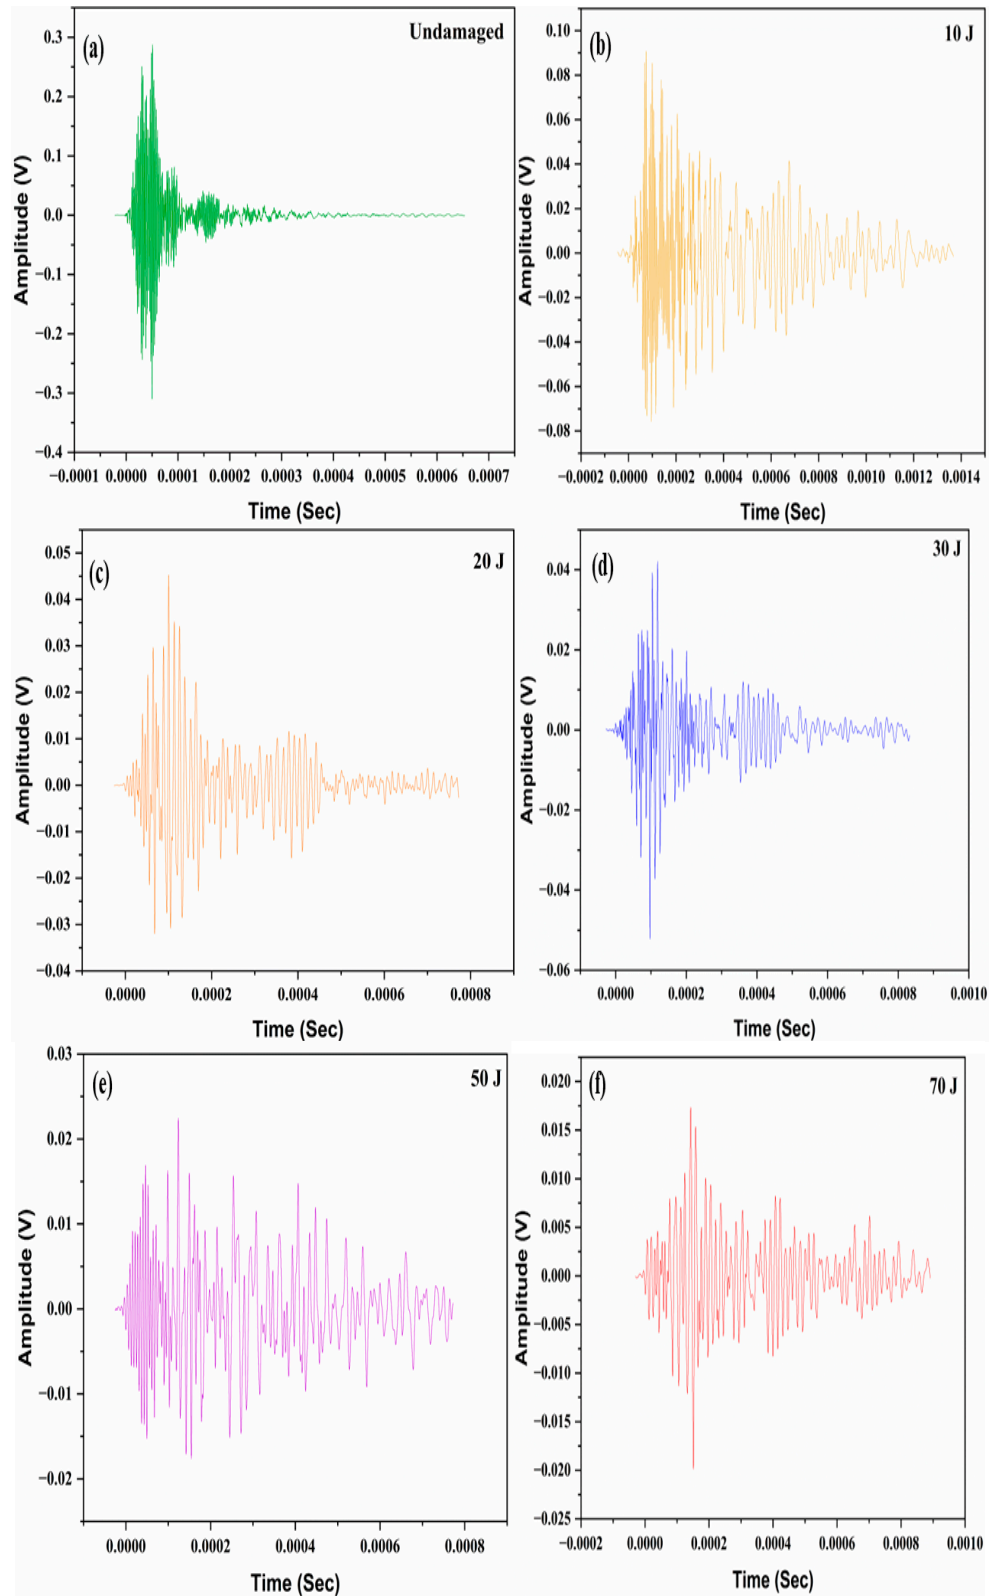 (a)
Undamaged
0.3
0.2
0.1
0.0
−0.1
−0.2
−0.3
−0.4
Amplitude (V)
−0.0001 0.0000 0.0001 0.0002 0.0003 0.0004 0.0005 0.0006 0.0007
Time (Sec)
(b)
10 J
0.10
0.08
0.06
0.04
0.02
0.00
−0.02
−0.04
−0.06
−0.08
Amplitude (V)
−0.0002 0.0000 0.0002 0.0004 0.0006 0.0008 0.0010 0.0012 0.0014
Time (Sec)
(c)
20 J
0.05
0.04
0.03
0.02
0.01
0.00
−0.01
−0.02
−0.03
−0.04
Amplitude (V)
0.0000 0.0002 0.0004 0.0006 0.0008
Time (Sec)
(d)
30 J
0.04
0.02
0.00
−0.02
−0.04
−0.06
Amplitude (V)
0.0000 0.0002 0.0004 0.0006 0.0008 0.0010
Time (Sec)
(e)
50 J
0.03
0.02
0.01
0.00
−0.01
−0.02
Amplitude (V)
0.0000 0.0002 0.0004 0.0006 0.0008
Time (Sec)
(f)
70 J
0.020
0.015
0.010
0.005
0.000
−0.005
−0.010
−0.015
−0.020
−0.025
Amplitude (V)
−0.0002 0.0000 0.0002 0.0004 0.0006 0.0008 0.0010
Time (Sec)